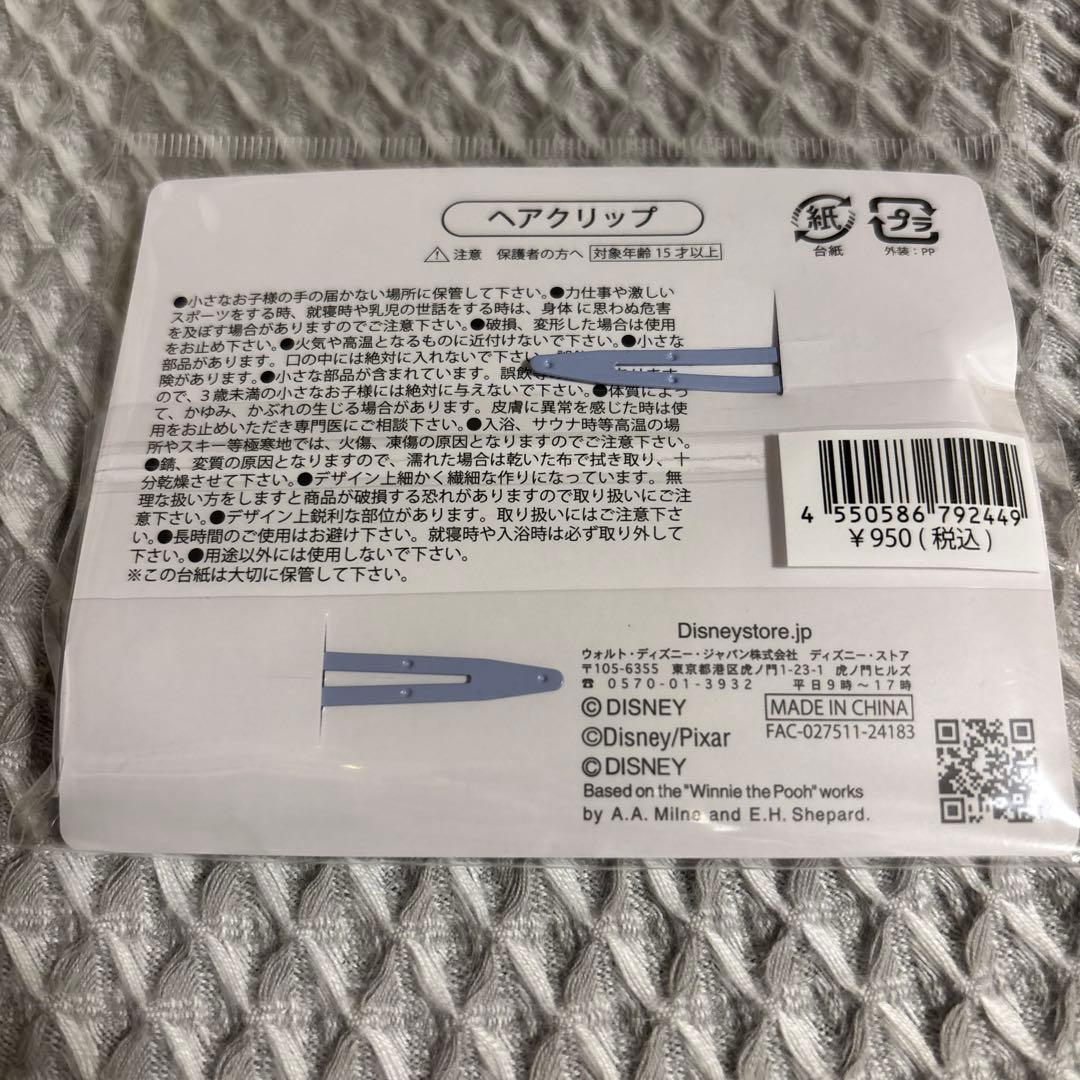 ヘアクリップ
紙
プラ
台紙
外装：PP
⚠注意 保護者の方へ 対象年齢15才以上
●小さなお子様の手の届かない場所に保管して下さい。●力仕事や激しい
スポーツをする時、就寝時や乳児の世話をする時は、身体に思わぬ危害
を及ぼす場合がありますのでご注意下さい。●破損、変形した場合は使用
をお止め下さい。●火気や高温となるものに近付けないで下さい。●小さな
部品があります。口の中には絶対に入れないで下さい。
険があります。●小さな部品が含まれています。誤飲
ので、3歳未満の小さなお子様には絶対に与えないで下さい。●体質によっ
て、かゆみ、かぶれの生じる場合があります。皮膚に異常を感じた時は使
用をお止めいただき専門医にご相談下さい。●入浴、サウナ時等高温の場
所やスキー等極寒地では、火傷、凍傷の原因となりますのでご注意下さい。
●錆、変質の原因となりますので、濡れた場合は乾いた布で拭き取り、十
分乾燥させて下さい。●デザイン上細かく繊細な作りになっています。無
理な扱い方をしますと商品が破損する恐れがありますので取り扱いにご注
意下さい。●デザイン上鋭利な部位があります。取り扱いにはご注意下さ
い。●長時間のご使用はお避け下さい。就寝時や入浴時は必ず取り外して
下さい。●用途以外には使用しないで下さい。
※この台紙は大切に保管して下さい。
4 550586 792449
￥950(税込)
Disneystore.jp
ウォルト・ディズニー・ジャパン株式会社 ディズニー・ストア
〒105-6355 東京都港区虎ノ門1-23-1 虎ノ門ヒルズ
☎ 0570-01-3932 平日9時～17時
©DISNEY
MADE IN CHINA
©Disney/Pixar
FAC-027511-24183
©DISNEY
Based on the "Winnie the Pooh" works
by A.A. Milne and E.H. Shepard.